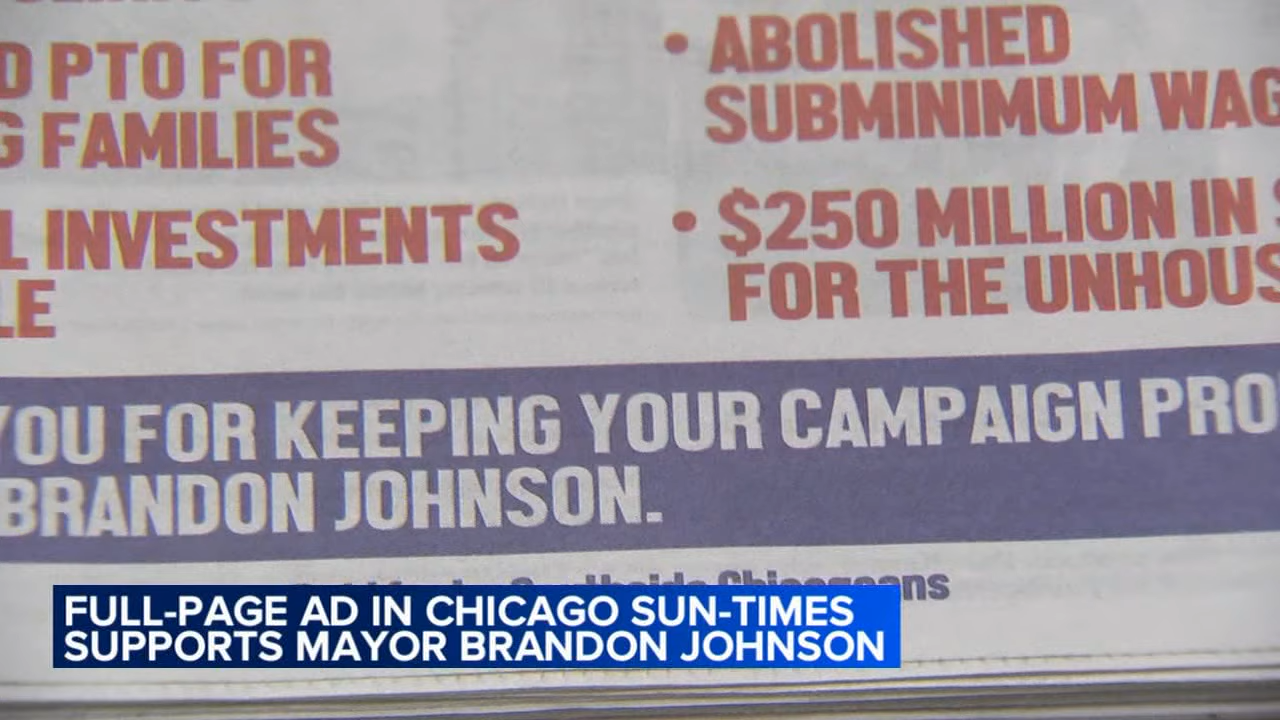 D PTO FOR
G FAMILIES
L INVESTMENTS
LE
• ABOLISHED
SUBMINIMUM WAG
• $250 MILLION IN
FOR THE UNHOUS
YOU FOR KEEPING YOUR CAMPAIGN PRO
BRANDON JOHNSON.
FULL-PAGE AD IN CHICAGO SUN-TIMES
SUPPORTS MAYOR BRANDON JOHNSON